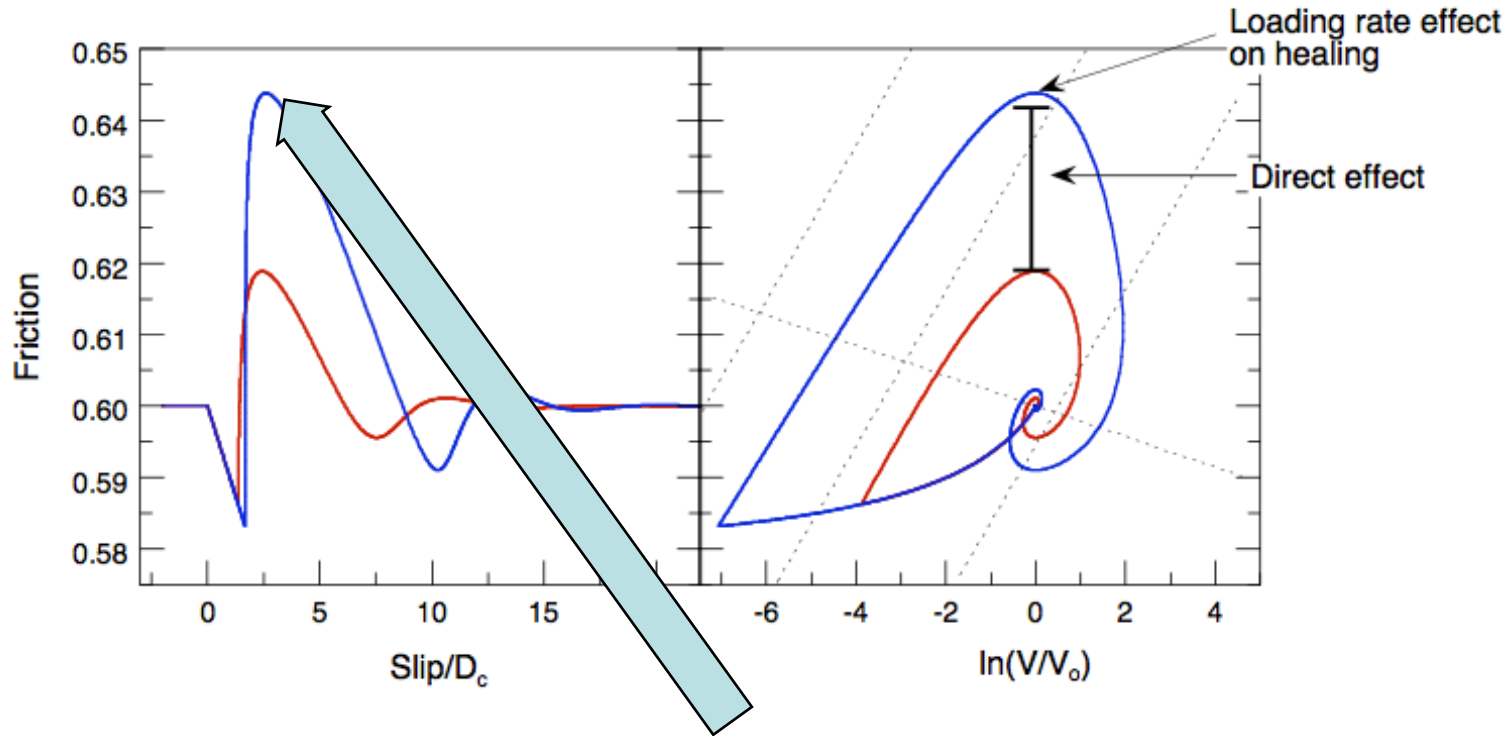 Loading rate effect
on healing
Direct effect
Friction
0.65
0.64
0.63
0.62
0.61
0.60
0.59
0.58
0 5 10 15
-6 -4 -2 0 2 4
Slip/Dc
ln(V/Vo)